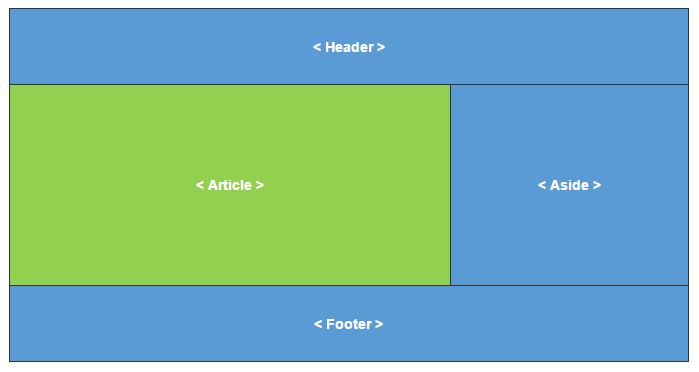 < Header >
< Article >
< Aside >
< Footer >